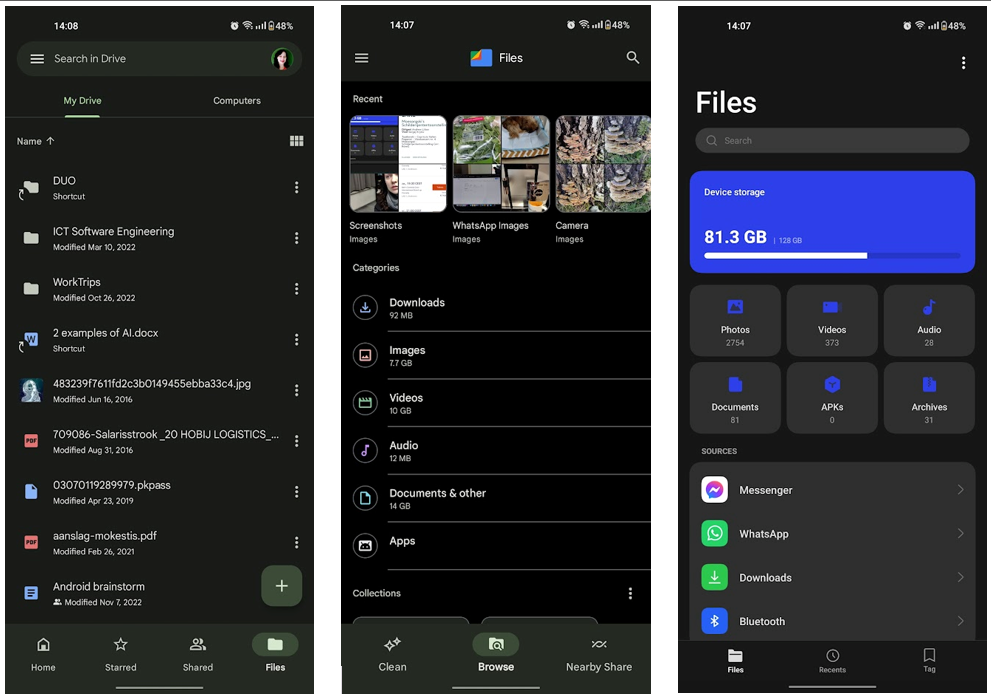 14:08
48%
Search in Drive
My Drive
Computers
Name
DUO
Shortcut
ICT Software Engineering
Modified Mar 10, 2022
WorkTrips
Modified Oct 26, 2022
2 examples of AI.docx
Shortcut
483239f7611fd2c3b0149455ebba33c4.jpg
Modified Jun 16, 2016
PDF
709086-Salarisstrook _20 HOBIJ LOGISTICS_...
Modified Aug 31, 2016
03070119289979.pkpass
Modified Apr 23, 2019
PDF
aanslag-mokestis.pdf
Modified Feb 26, 2021
Android brainstorm
Modified Nov 7, 2022
Home
Starred
Shared
Files
14:07
48%
Files
Recent
Screenshots
Images
WhatsApp Images
Images
Camera
Images
Categories
Downloads
92 MB
Images
7.7 GB
Videos
10 GB
Audio
12 MB
Documents & other
14 GB
Apps
Collections
Clean
Browse
Nearby Share
14:07
48%
Files
Search
Device storage
81.3 GB | 128 GB
Photos
2754
Videos
373
Audio
28
Documents
81
APKs
0
Archives
31
SOURCES
Messenger
WhatsApp
Downloads
Bluetooth
Files
Recents
Tag